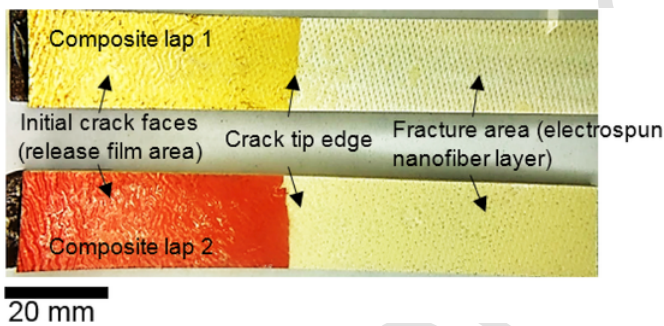 Composite lap 1
Initial crack faces
(release film area)
Crack tip edge
Fracture area (electrospun
nanofiber layer)
Composite lap 2
20 mm